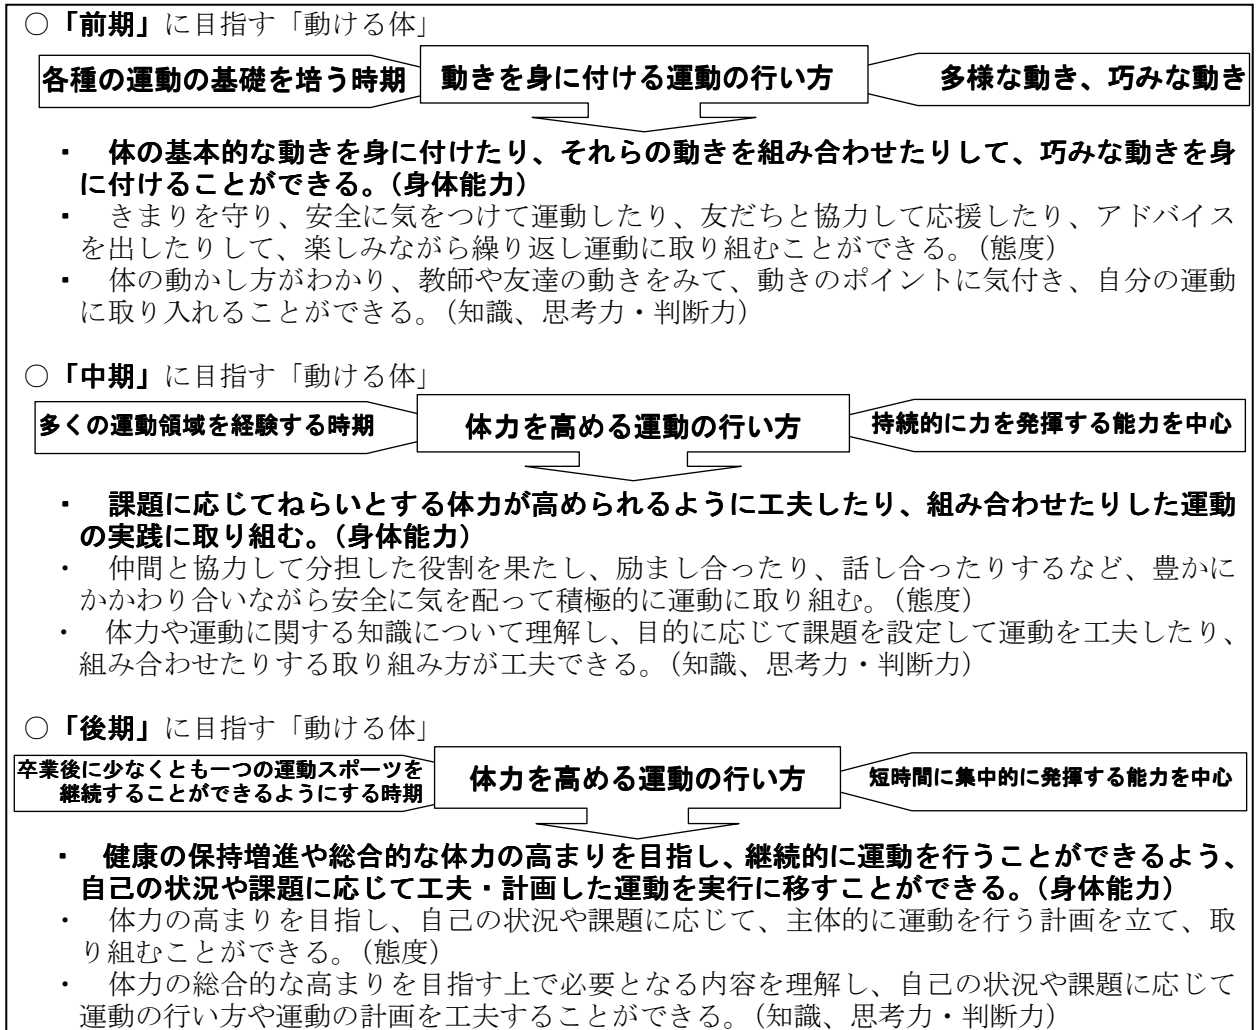 ○「前期」に目指す「動ける体」
各種の運動の基礎を培う時期
動きを身に付ける運動の行い方
多様な動き、巧みな動き
・ 体の基本的な動きを身に付けたり、それらの動きを組み合わせたりして、巧みな動きを身
に付けることができる。(身体能力)
・ きまりを守り、安全に気をつけて運動したり、友だちと協力して応援したり、アドバイス
を出したりして、楽しみながら繰り返し運動に取り組むことができる。(態度)
・ 体の動かし方がわかり、教師や友達の動きをみて、動きのポイントに気付き、自分の運動
に取り入れることができる。(知識、思考力・判断力)
○「中期」に目指す「動ける体」
多くの運動領域を経験する時期
体力を高める運動の行い方
持続的に力を発揮する能力を中心
・ 課題に応じてねらいとする体力が高められるように工夫したり、組み合わせたりした運動
の実践に取り組む。(身体能力)
・ 仲間と協力して分担した役割を果たし、励まし合ったり、話し合ったりするなど、豊かに
かかわり合いながら安全に気を配って積極的に運動に取り組む。(態度)
・ 体力や運動に関する知識について理解し、目的に応じて課題を設定して運動を工夫したり、
組み合わせたりする取り組み方が工夫できる。(知識、思考力・判断力)
○「後期」に目指す「動ける体」
卒業後に少なくとも一つの運動スポーツを
継続することができるようにする時期
体力を高める運動の行い方
短時間に集中的に発揮する能力を中心
・ 健康の保持増進や総合的な体力の高まりを目指し、継続的に運動を行うことができるよう、
自己の状況や課題に応じて工夫・計画した運動を実行に移すことができる。(身体能力)
・ 体力の高まりを目指し、自己の状況や課題に応じて、主体的に運動を行う計画を立て、取
り組むことができる。(態度)
・ 体力の総合的な高まりを目指す上で必要となる内容を理解し、自己の状況や課題に応じて
運動の行い方や運動の計画を工夫することができる。(知識、思考力・判断力)